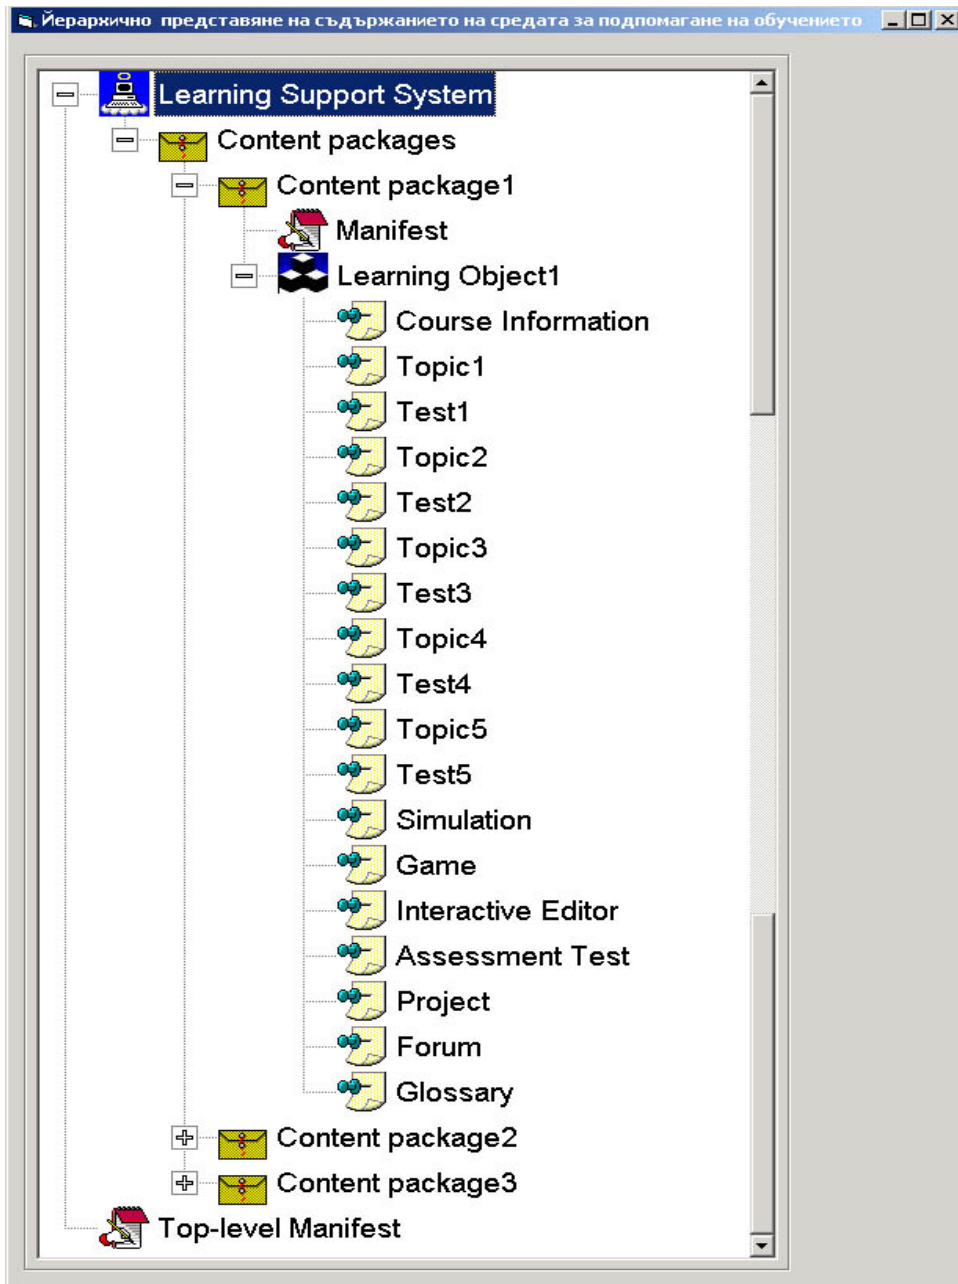 Йерархично представяне на съдържанието на средата за подпомагане на обучението
Learning Support System
Content packages
Content package1
Manifest
Learning Object1
Course Information
Topic1
Test1
Topic2
Test2
Topic3
Test3
Topic4
Test4
Topic5
Test5
Simulation
Game
Interactive Editor
Assessment Test
Project
Forum
Glossary
Content package2
Content package3
Top-level Manifest